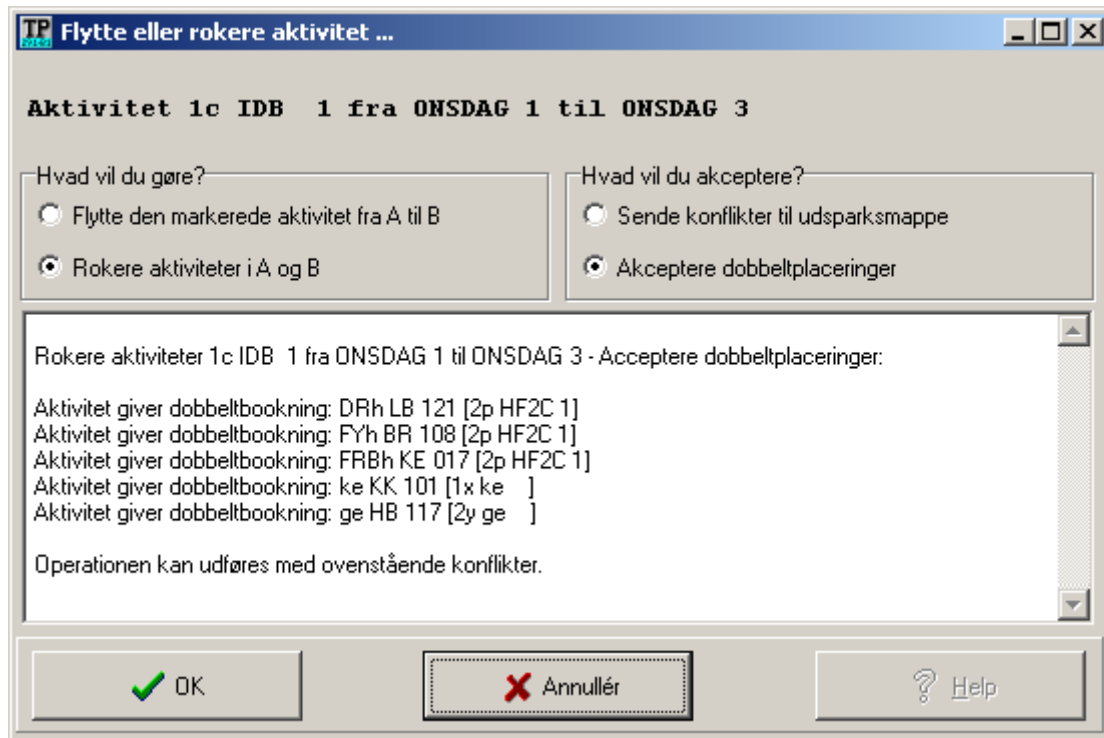 TP Flytte eller rokere aktivitet ...
Aktivitet 1c IDB  1 fra ONSDAG 1 til ONSDAG 3
Hvad vil du gøre?
Flytte den markerede aktivitet fra A til B
Rokere aktiviteter i A og B
Hvad vil du akceptere?
Sende konflikter til udsparksmappe
Akceptere dobbeltplaceringer
Rokere aktiviteter 1c IDB  1 fra ONSDAG 1 til ONSDAG 3 - Acceptere dobbeltplaceringer:
Aktivitet giver dobbeltbookning: DRh LB 121 [2p HF2C 1]
Aktivitet giver dobbeltbookning: FYh BR 108 [2p HF2C 1]
Aktivitet giver dobbeltbookning: FRBh KE 017 [2p HF2C 1]
Aktivitet giver dobbeltbookning: ke KK 101 [1x ke    ]
Aktivitet giver dobbeltbookning: ge HB 117 [2y ge    ]
Operationen kan udføres med ovenstående konflikter.
OK
Annullér
Help